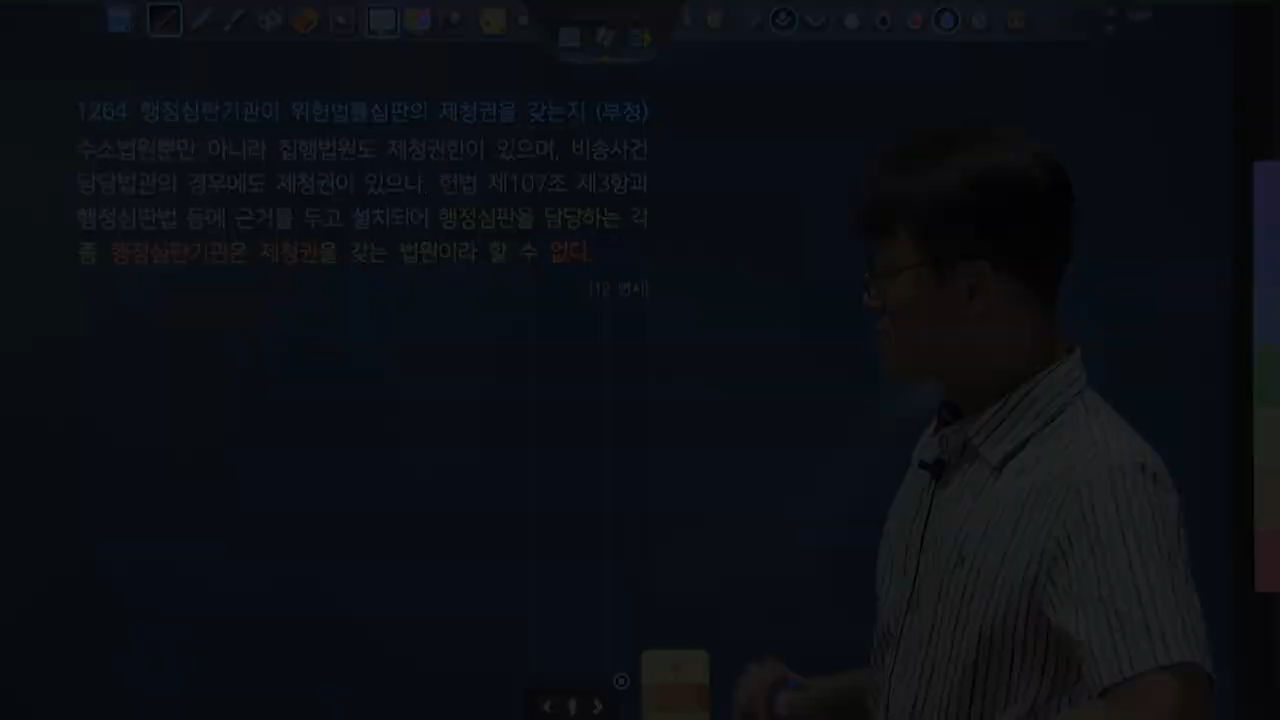 1264 행정심판기관이 위헌법률심판의 제청권을 갖는지 (부정)
수소법원뿐만 아니라 집행법원도 제청권한이 있으며, 비송사건
담당법관의 경우에도 제청권이 있으나, 헌법 제107조 제3항과
행정심판법 등에 근거를 두고 설치되어 행정심판을 담당하는 각
종 행정심판기관은 제청권을 갖는 법원이라 할 수 없다.